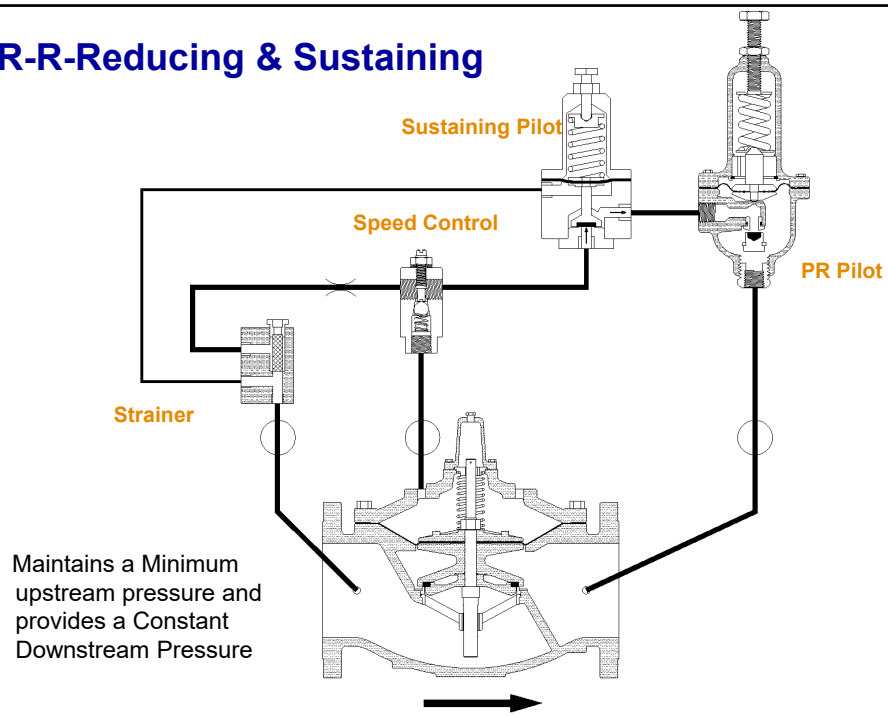 R-R-Reducing & Sustaining
Sustaining Pilot
Speed Control
PR Pilot
Strainer
Maintains a Minimum
upstream pressure and
provides a Constant
Downstream Pressure